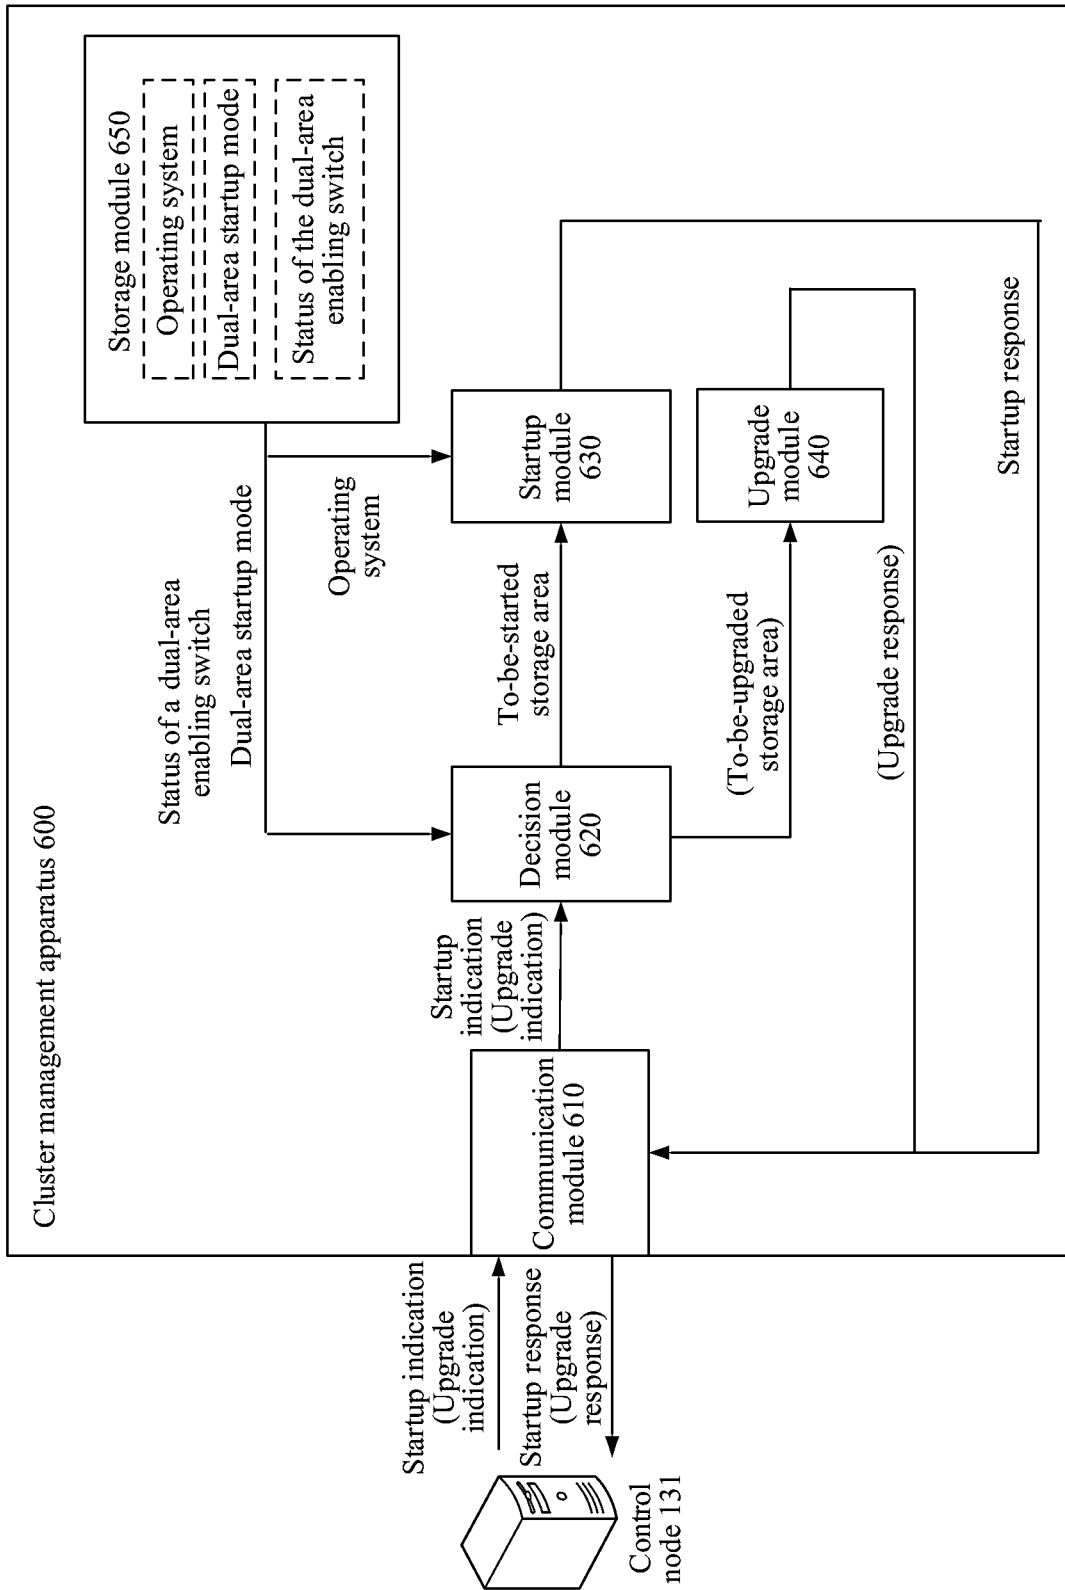 Cluster management apparatus 600
Storage module 650
Operating system
Dual-area startup mode
Status of the dual-area
enabling switch
Status of a dual-area
enabling switch
Dual-area startup mode
Operating
system
Startup indication
(Upgrade
indication)
Startup response
(Upgrade
response)
Control
node 131
Communication
module 610
Startup
indication
(Upgrade
indication)
Decision
module
620
To-be-started
storage area
Startup
module
630
(To-be-upgraded
storage area)
Upgrade
module
640
(Upgrade response)
Startup response